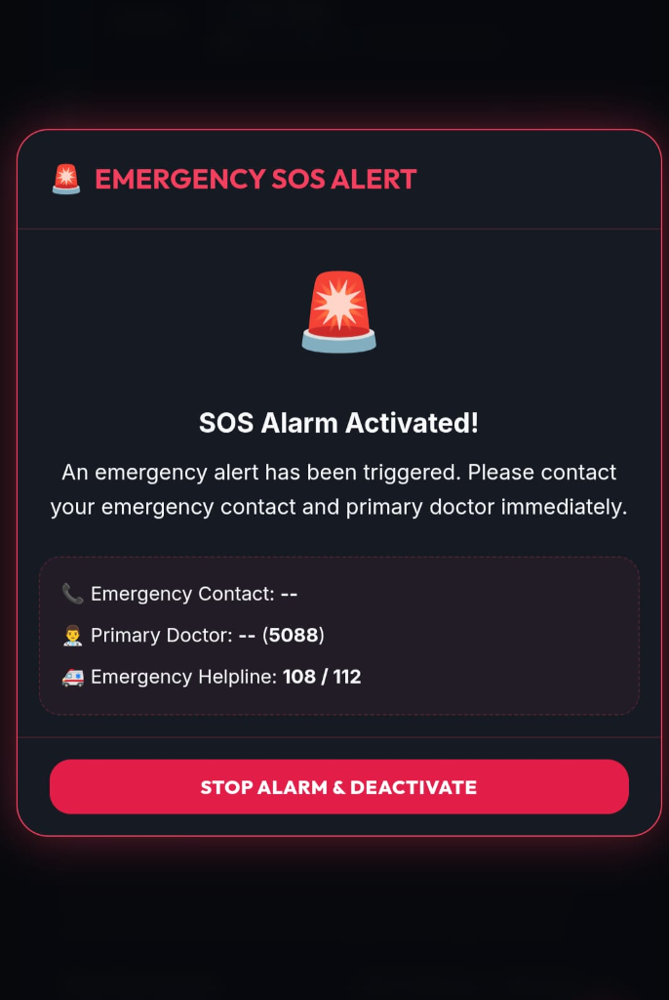 EMERGENCY SOS ALERT
SOS Alarm Activated!
An emergency alert has been triggered. Please contact
your emergency contact and primary doctor immediately.
Emergency Contact: --
Primary Doctor: -- (5088)
Emergency Helpline: 108 / 112
STOP ALARM & DEACTIVATE